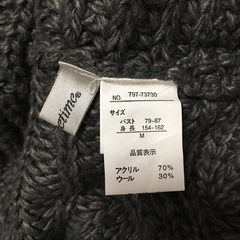 etime®
NO. 797-73730
サイズ
バスト 79-87
身長 154-162
M
品質表示
アクリル 70%
ウール 30%